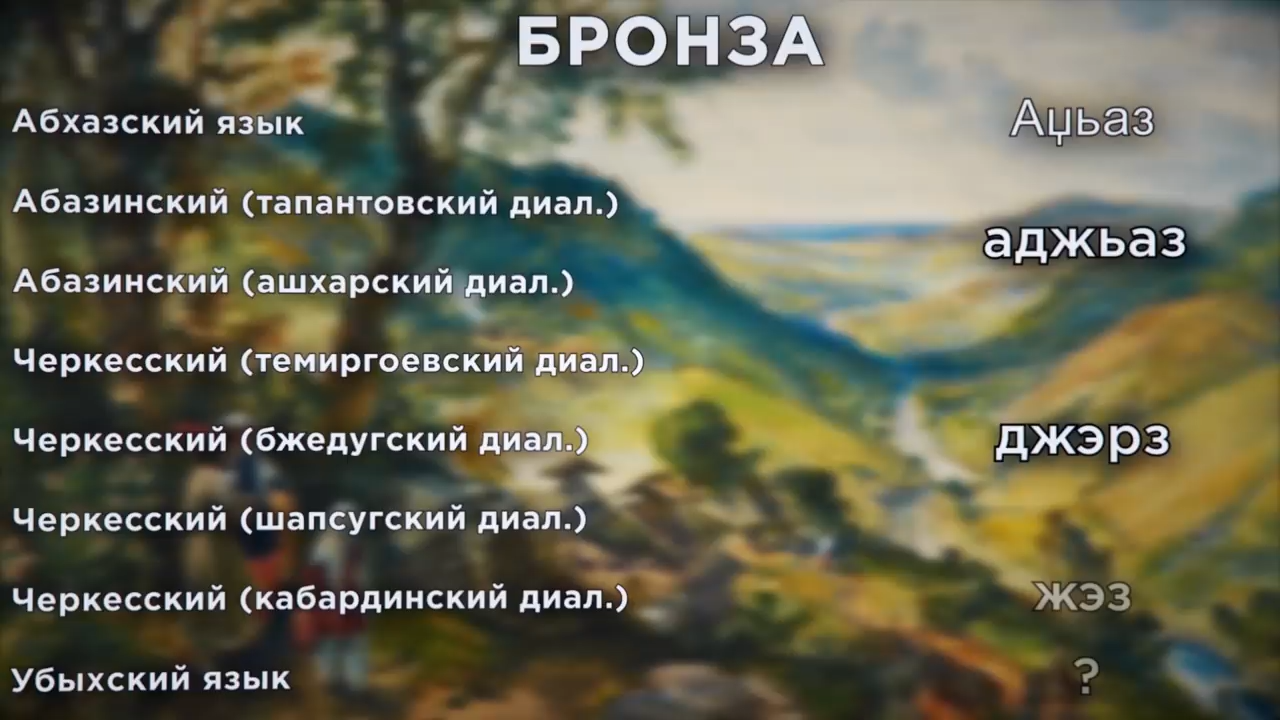 БРОНЗА
Абхазский язык
Аџьаз
Абазинский (тапантовский диал.)
аджьаз
Абазинский (ашхарский диал.)
Черкесский (темиргоевский диал.)
Черкесский (бжедугский диал.)
джэрз
Черкесский (шапсугский диал.)
Черкесский (кабардинский диал.)
жэз
Убыхский язык
?